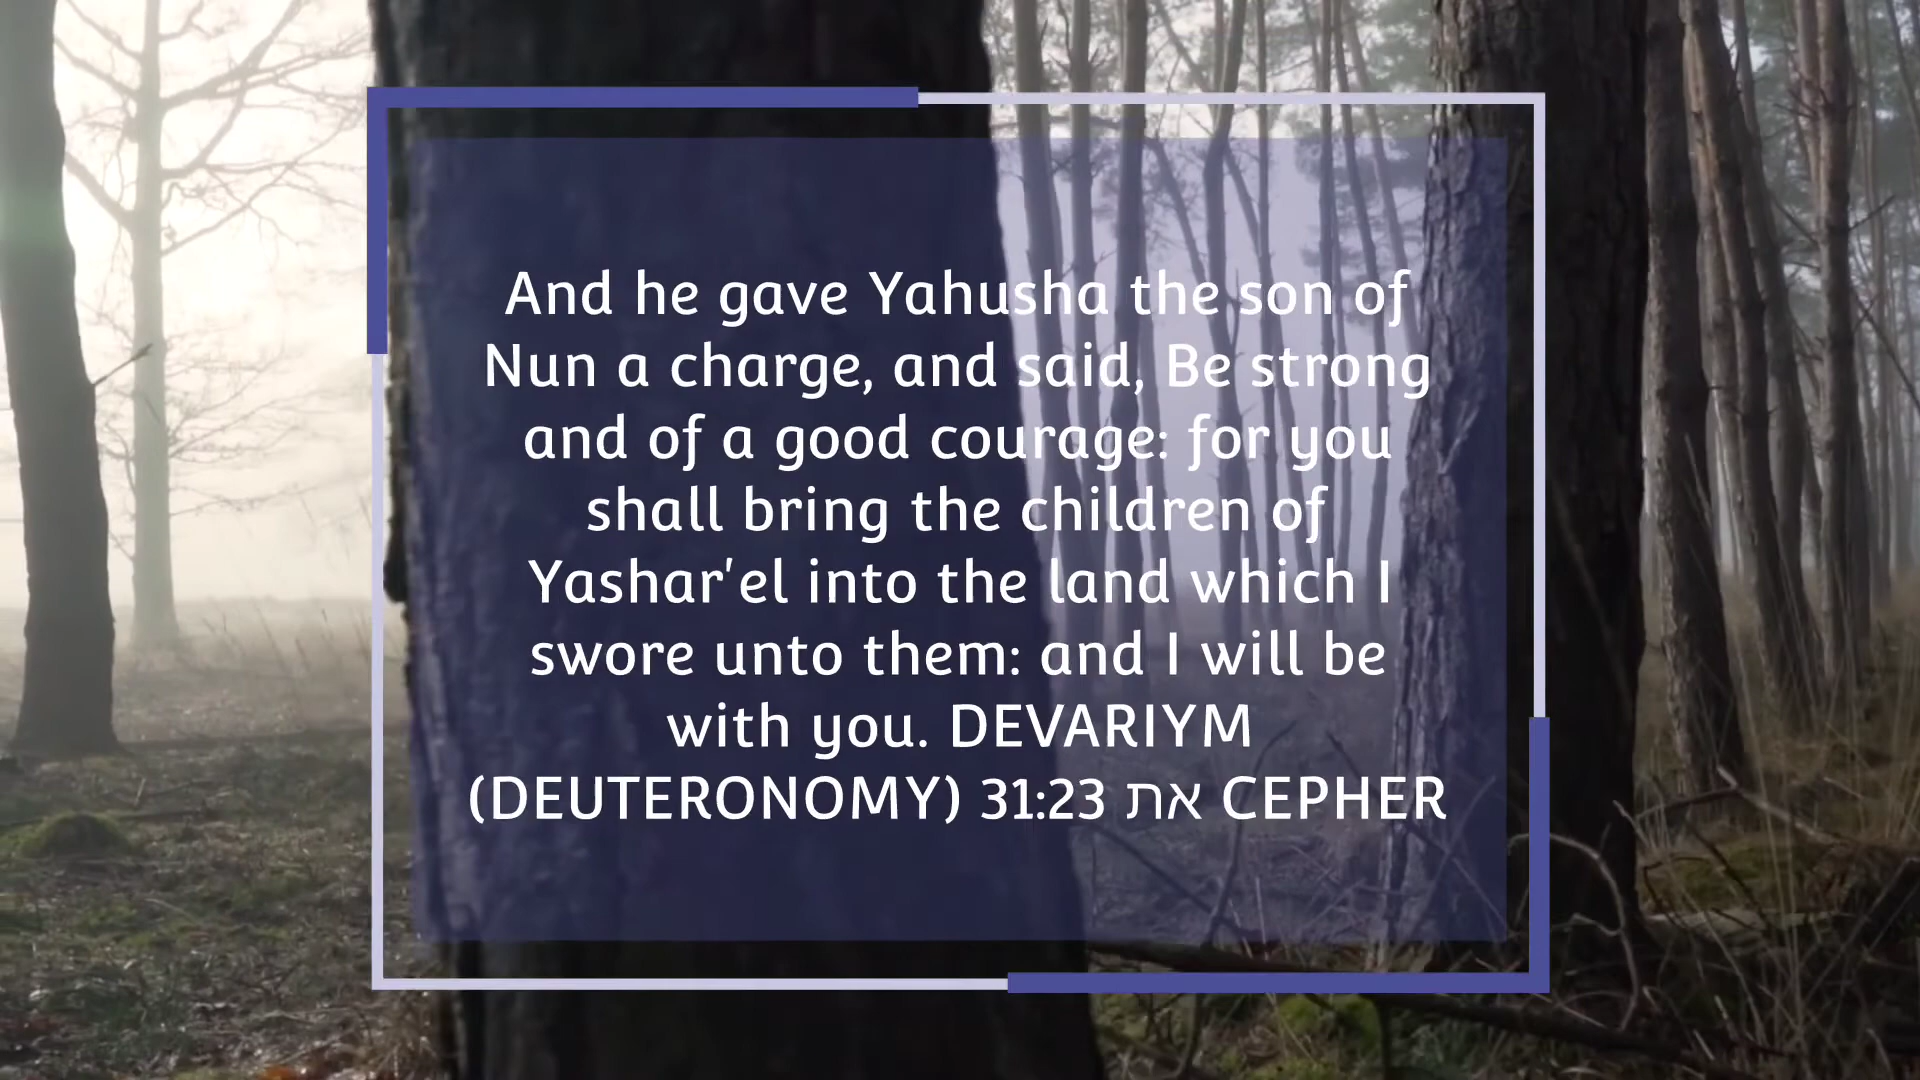 And he gave Yahusha the son of
Nun a charge, and said, Be strong
and of a good courage: for you
shall bring the children of
Yashar'el into the land which I
swore unto them: and I will be
with you. DEVARIYM
(DEUTERONOMY) 31:23 את CEPHER